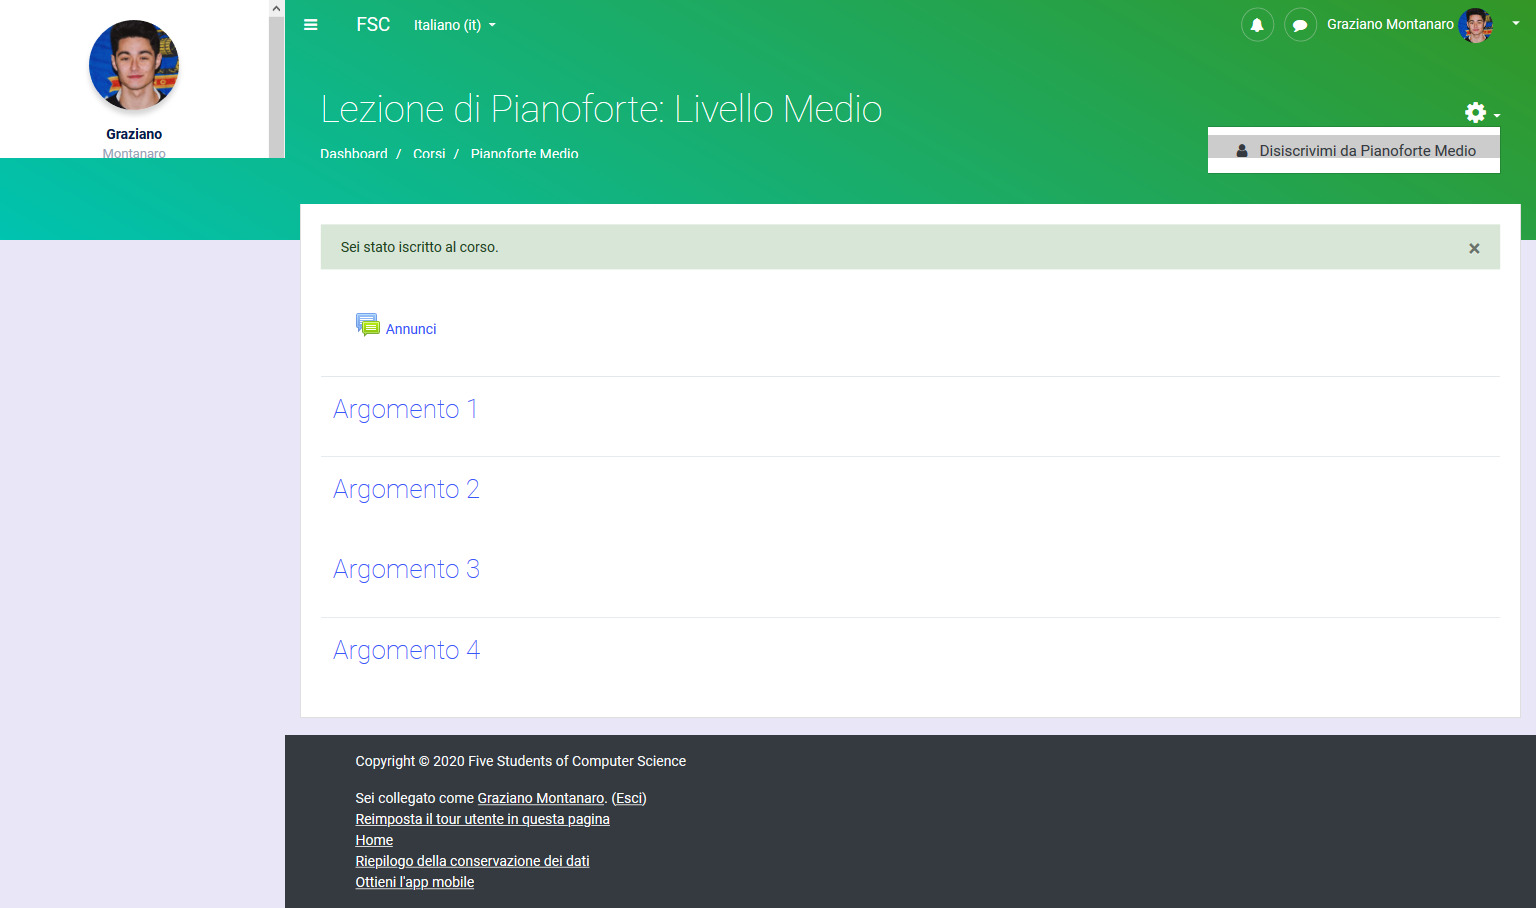 Graziano
Montanaro
FSC
Italiano (it)
Graziano Montanaro
Lezione di Pianoforte: Livello Medio
Dashboard / Corsi / Pianoforte Medio
Disiscrivimi da Pianoforte Medio
Sei stato iscritto al corso.
×
Annunci
Argomento 1
Argomento 2
Argomento 3
Argomento 4
Copyright © 2020 Five Students of Computer Science
Sei collegato come Graziano Montanaro. (Esci)
Reimposta il tour utente in questa pagina
Home
Riepilogo della conservazione dei dati
Ottieni l'app mobile